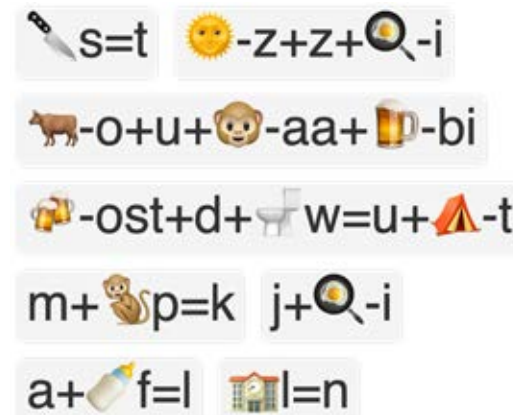 🔪s=t ☀️-z+z+🍳-i
🐂-o+u+🐵-aa+🍺-bi
🍻-ost+d+🚽w=u+⛺-t
m+🐒p=k j+🍳-i
a+🍼f=l 🏫l=n